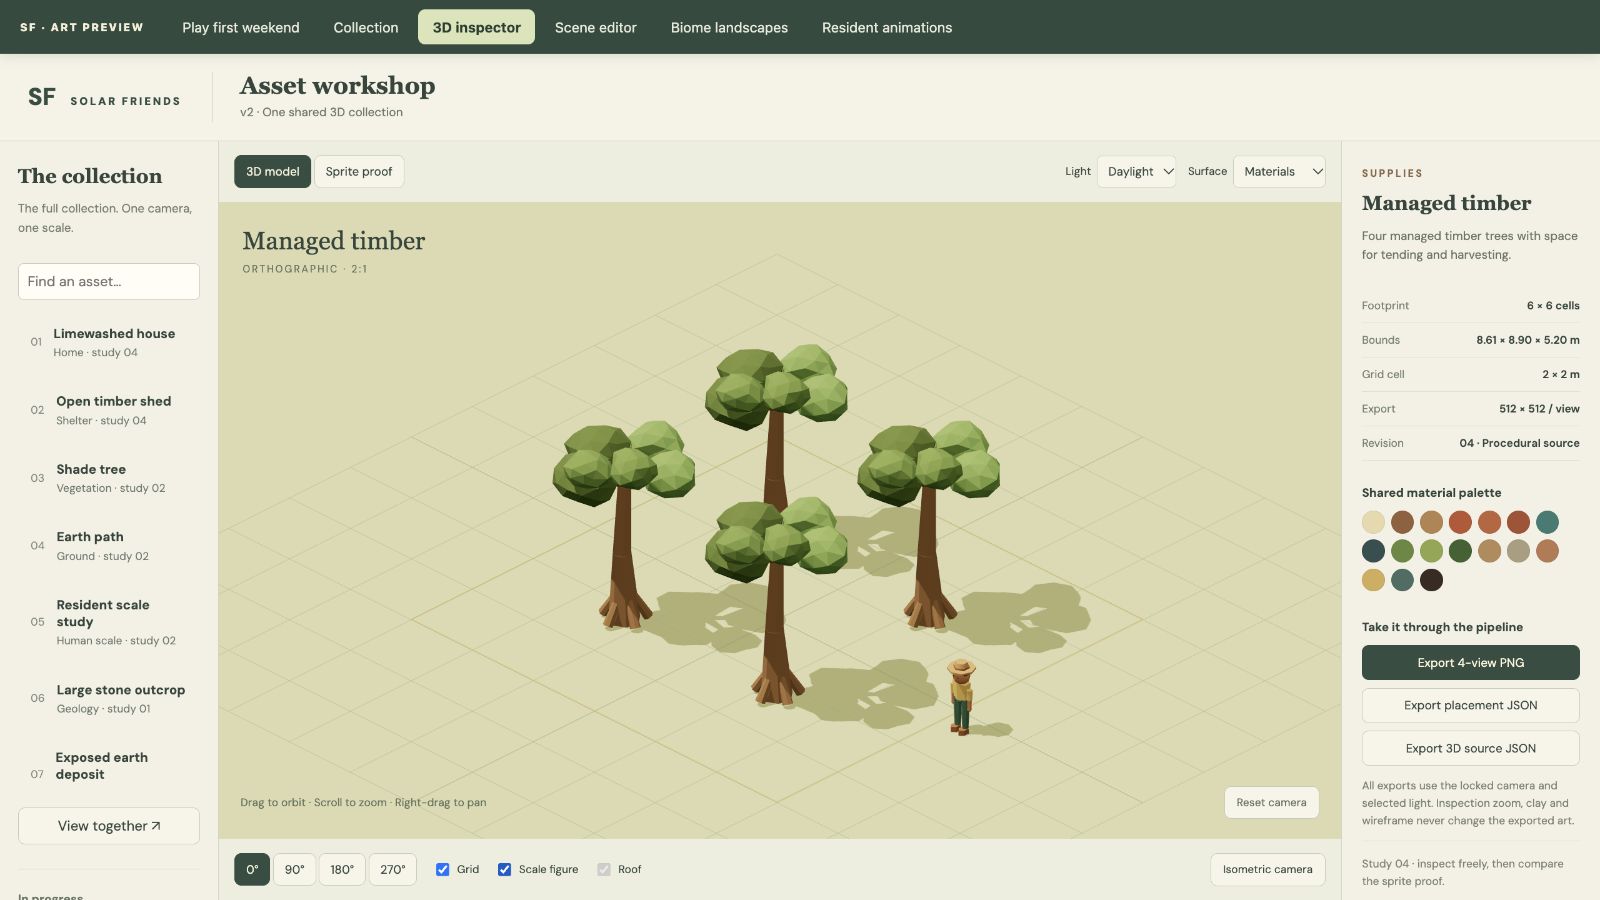 SF · ART PREVIEW
Play first weekend
Collection
3D inspector
Scene editor
Biome landscapes
Resident animations
SF SOLAR FRIENDS
Asset workshop
v2 · One shared 3D collection
The collection
The full collection. One camera,
one scale.
Find an asset...
01 Limewashed house
Home · study 04
02 Open timber shed
Shelter · study 04
03 Shade tree
Vegetation · study 02
04 Earth path
Ground · study 02
05 Resident scale
study
Human scale · study 02
06 Large stone outcrop
Geology · study 01
07 Exposed earth
deposit
View together ↗
In progress
3D model
Sprite proof
Light Daylight
Surface Materials
Managed timber
ORTHOGRAPHIC · 2:1
Drag to orbit · Scroll to zoom · Right-drag to pan
Reset camera
0°
90°
180°
270°
Grid
Scale figure
Roof
Isometric camera
SUPPLIES
Managed timber
Four managed timber trees with space
for tending and harvesting.
Footprint 6 × 6 cells
Bounds 8.61 × 8.90 × 5.20 m
Grid cell 2 × 2 m
Export 512 × 512 / view
Revision 04 · Procedural source
Shared material palette
Take it through the pipeline
Export 4-view PNG
Export placement JSON
Export 3D source JSON
All exports use the locked camera and
selected light. Inspection zoom, clay and
wireframe never change the exported art.
Study 04 · inspect freely, then compare
the sprite proof.